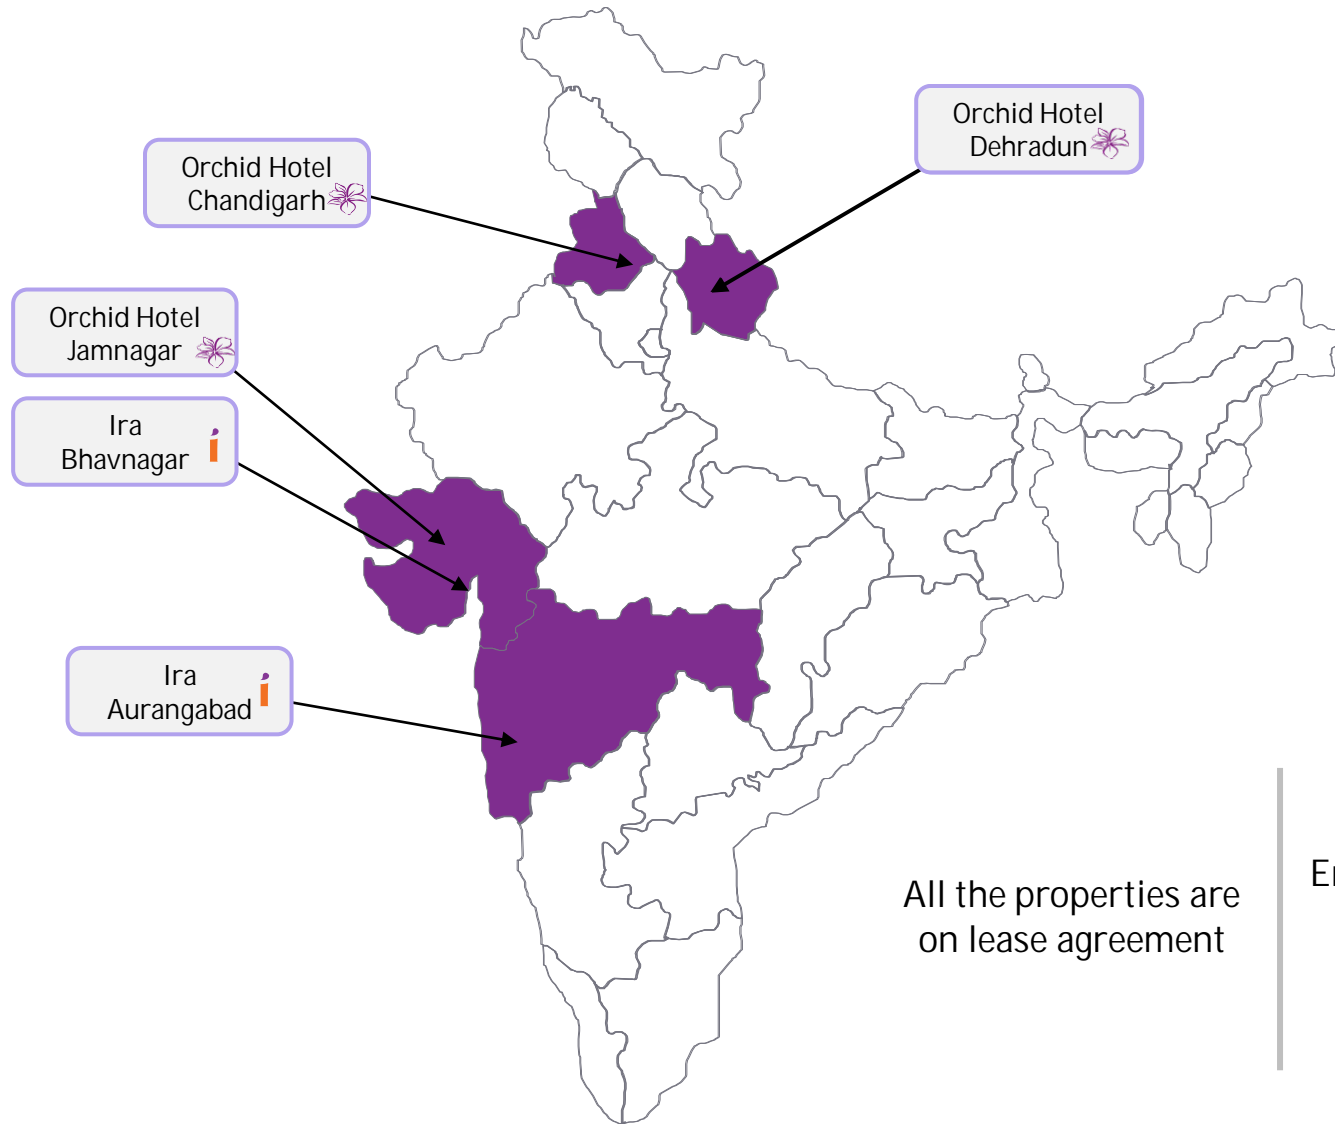 Orchid Hotel
Dehradun
Orchid Hotel
Chandigarh
Orchid Hotel
Jamnagar
Ira
Bhavnagar
Ira
Aurangabad
All the properties are
on lease agreement